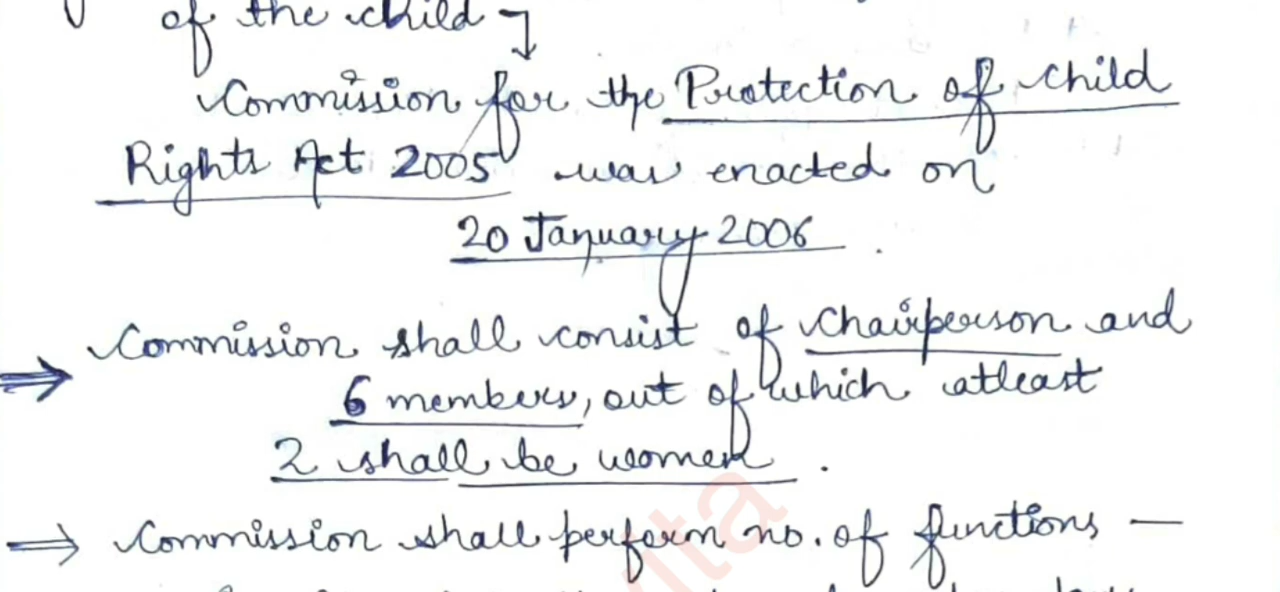 of the child
Commission for the Protection of child
Rights Act 2005 was enacted on
20 January 2006 .
Commission shall consist of Chairperson and
6 members, out of which atleast
2 shall be women .
Commission shall perform no. of functions —